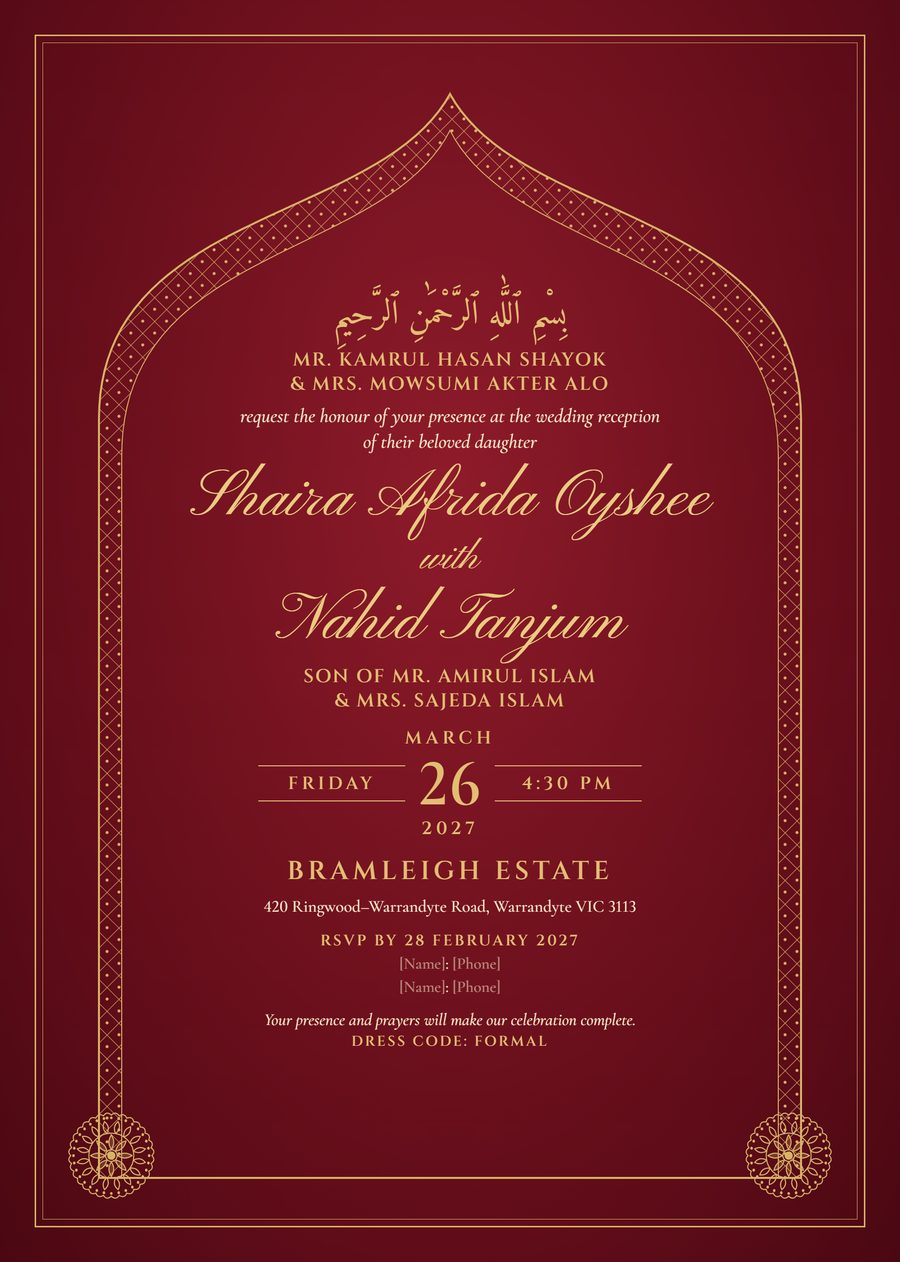 بِسْمِ ٱللَّٰهِ ٱلرَّحْمَٰنِ ٱلرَّحِيمِ
MR. KAMRUL HASAN SHAYOK
& MRS. MOWSUMI AKTER ALO
request the honour of your presence at the wedding reception
of their beloved daughter
Shaira Afrida Oyshee
with
Nahid Tanjum
SON OF MR. AMIRUL ISLAM
& MRS. SAJEDA ISLAM
MARCH
FRIDAY 26 4:30 PM
2027
BRAMLEIGH ESTATE
420 Ringwood–Warrandyte Road, Warrandyte VIC 3113
RSVP BY 28 FEBRUARY 2027
[Name]: [Phone]
[Name]: [Phone]
Your presence and prayers will make our celebration complete.
DRESS CODE: FORMAL